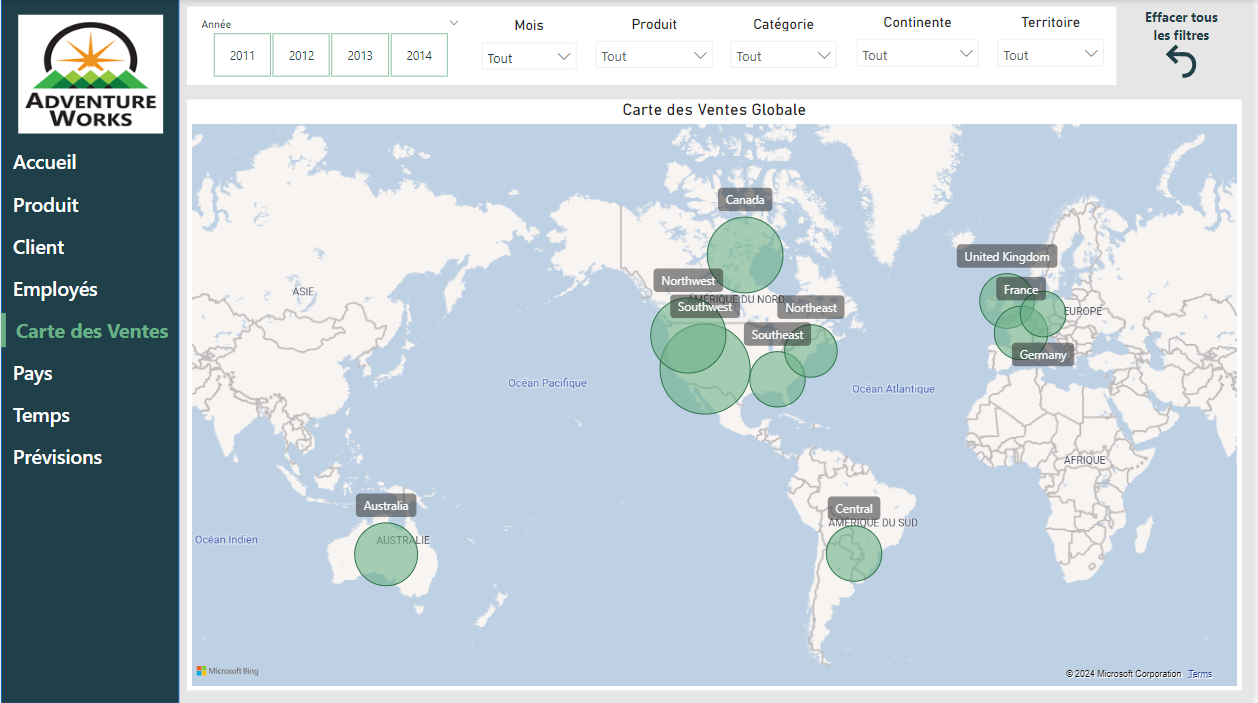 ADVENTURE
WORKS
Accueil
Produit
Client
Employés
Carte des Ventes
Pays
Temps
Prévisions
Année
2011
2012
2013
2014
Mois
Tout
Produit
Tout
Catégorie
Tout
Continente
Tout
Territoire
Tout
Effacer tous
les filtres
Carte des Ventes Globale
Canada
United Kingdom
Northwest
France
ASIE
AMÉRIQUE DU NORD
Southwest
Northeast
EUROPE
Southeast
Germany
Océan Pacifique
Océan Atlantique
AFRIQUE
Australia
Central
AMÉRIQUE DU SUD
Océan Indien
AUSTRALIE
Microsoft Bing
© 2024 Microsoft Corporation Terms